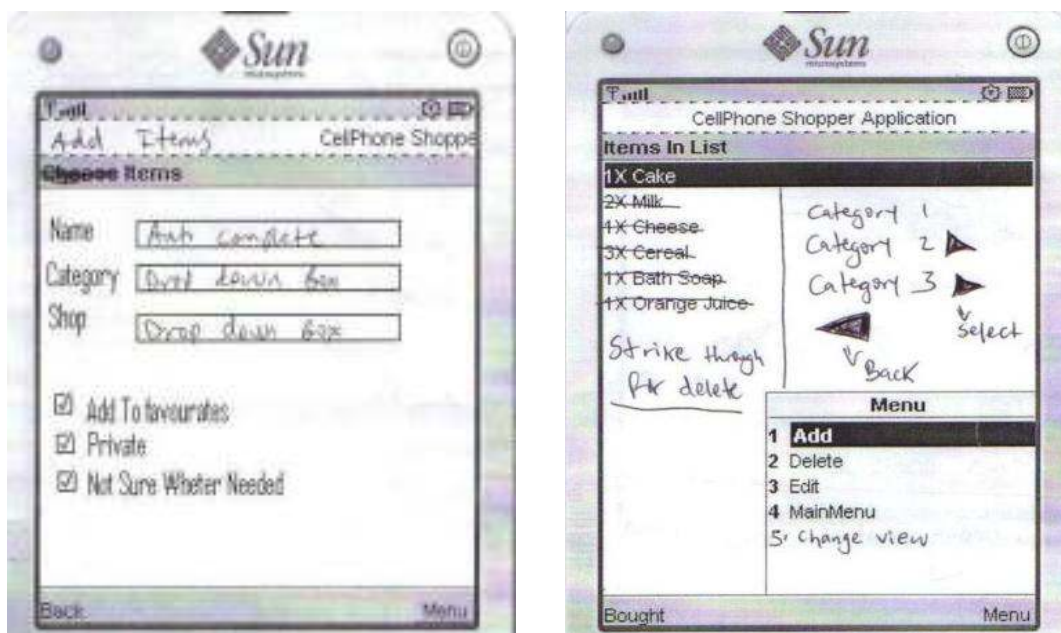 Sun
microsystems
Add Items CellPhone Shoppe
Choose Items
Name Auto complete
Category Drop down Box
Shop Drop down Box
Add To favourates
Private
Not Sure Wheter Needed
Back Menu
Sun
microsystems
CellPhone Shopper Application
Items In List
1X Cake
2X Milk
1X Cheese
3X Cereal
1X Bath Soap
1X Orange Juice
Strike through
for delete
Category 1
Category 2
Category 3
Select
Back
Menu
1 Add
2 Delete
3 Edit
4 MainMenu
5. Change view
Bought Menu